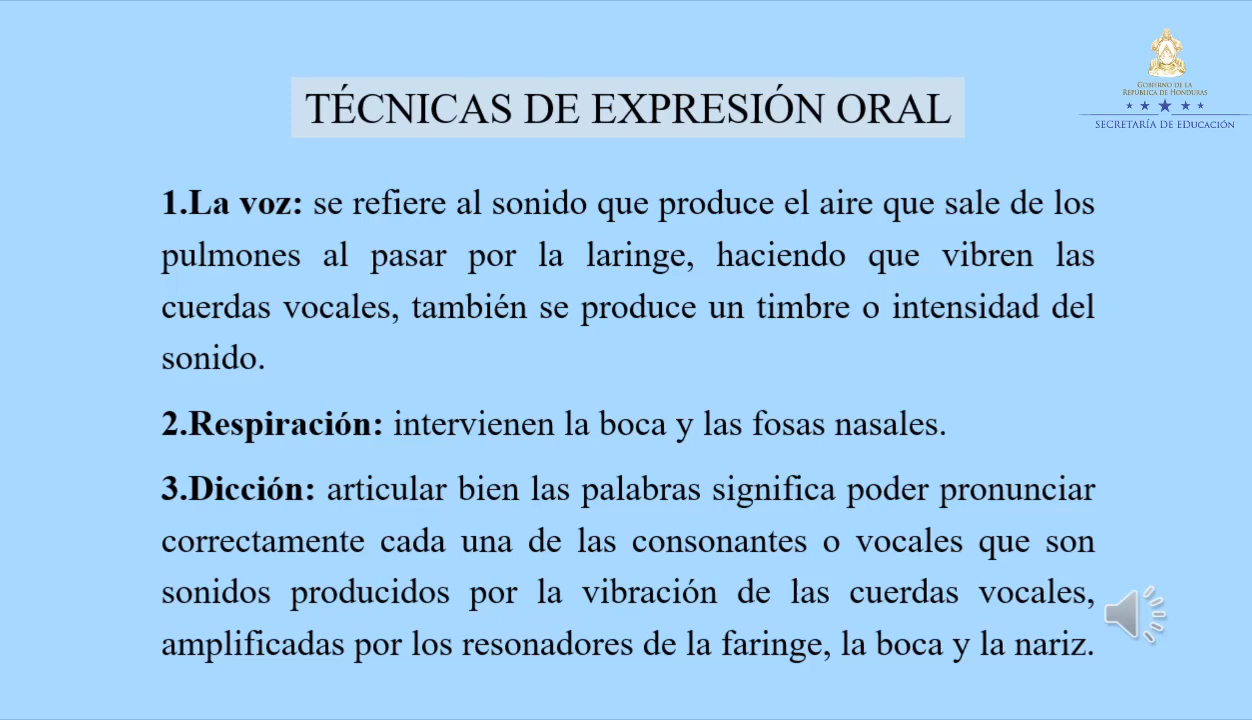 GOBIERNO DE LA
REPÚBLICA DE HONDURAS
SECRETARÍA DE EDUCACIÓN
TÉCNICAS DE EXPRESIÓN ORAL
1.La voz: se refiere al sonido que produce el aire que sale de los
pulmones al pasar por la laringe, haciendo que vibren las
cuerdas vocales, también se produce un timbre o intensidad del
sonido.
2.Respiración: intervienen la boca y las fosas nasales.
3.Dicción: articular bien las palabras significa poder pronunciar
correctamente cada una de las consonantes o vocales que son
sonidos producidos por la vibración de las cuerdas vocales,
amplificadas por los resonadores de la faringe, la boca y la nariz.